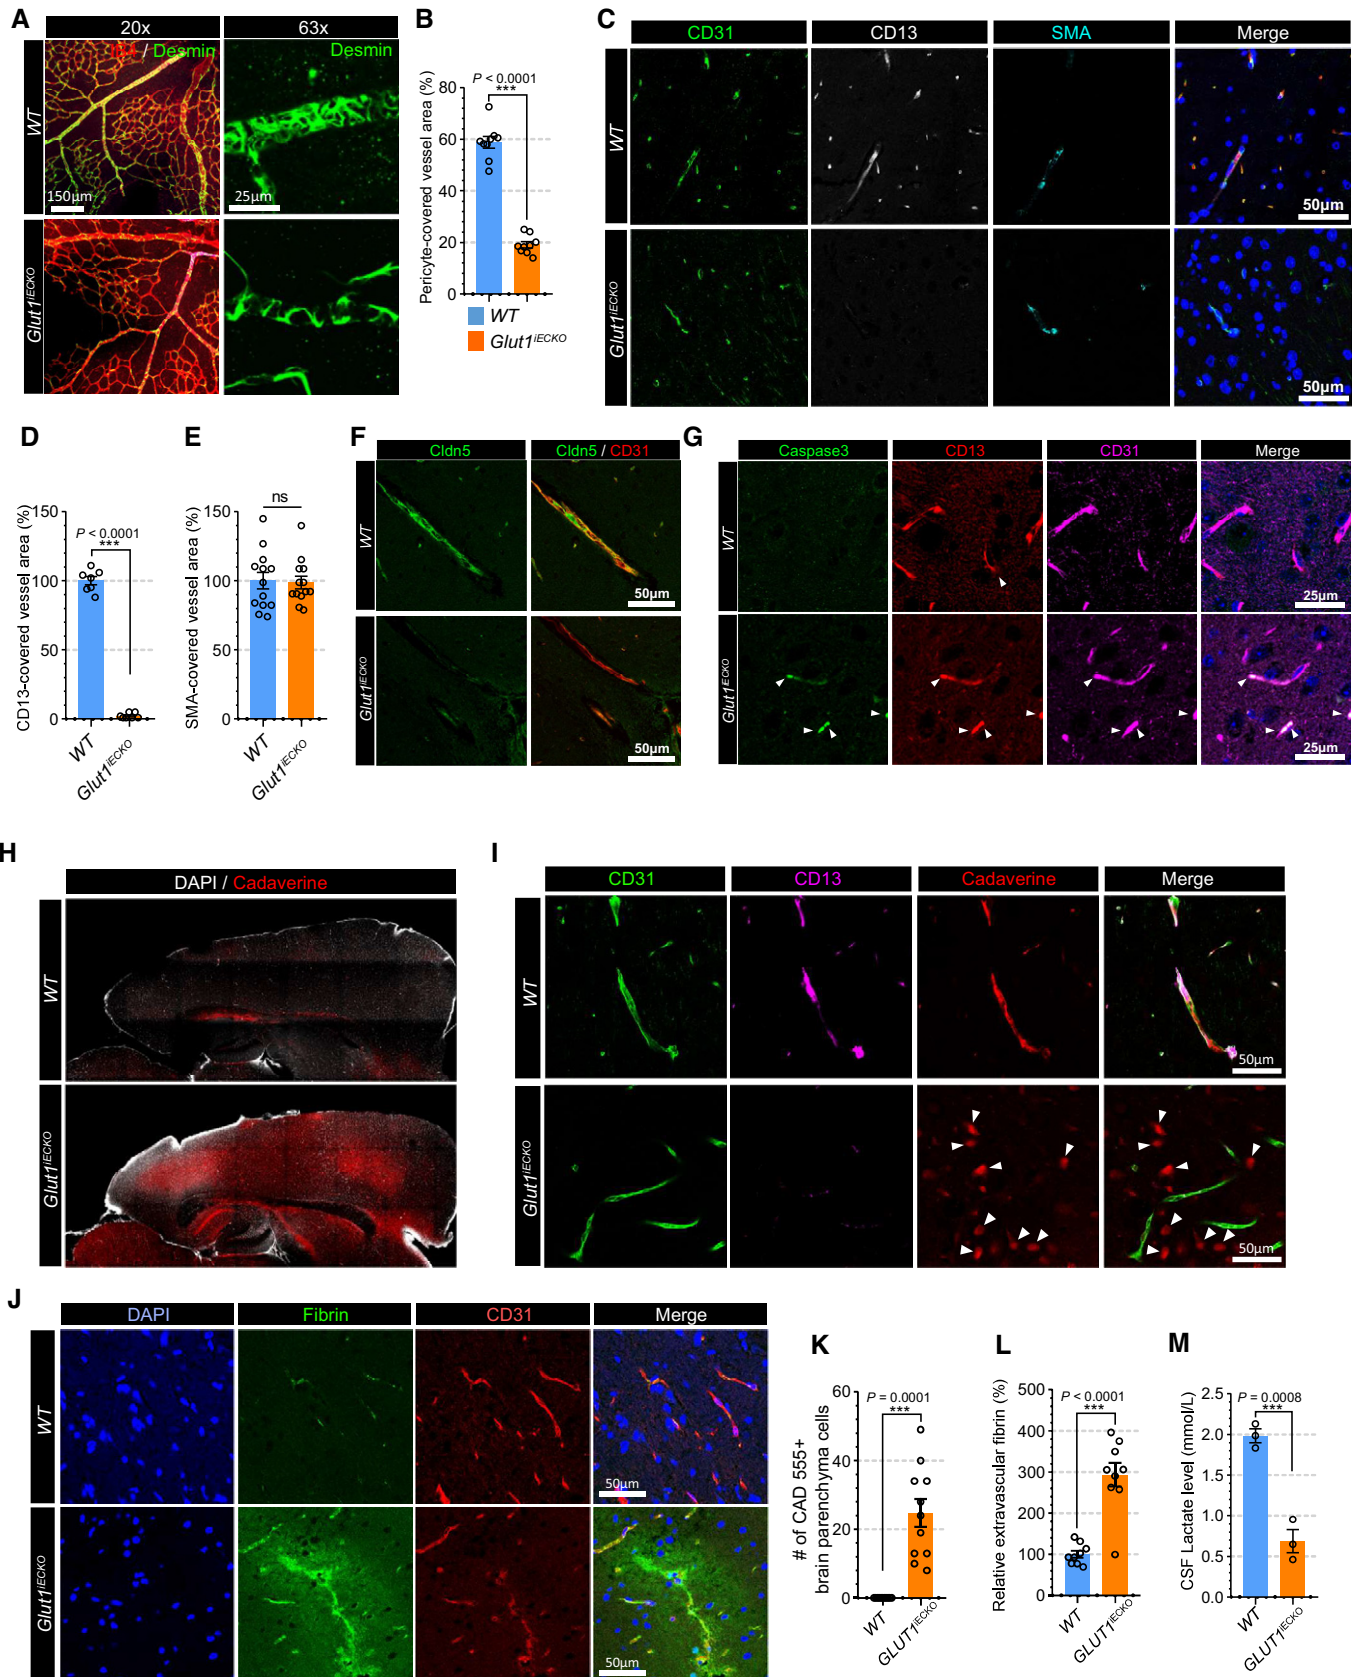 A
20x
63x
IB4 / Desmin
Desmin
WT
150µm
25µm
Glut1iECKO
B
Pericyte-covered vessel area (%)
P < 0.0001
***
80
60
40
20
0
WT
Glut1iECKO
C
CD31
CD13
SMA
Merge
WT
50µm
Glut1iECKO
50µm
D
CD13-covered vessel area (%)
150
P < 0.0001
***
100
50
0
WT
Glut1iECKO
E
SMA-covered vessel area (%)
150
ns
100
50
0
WT
Glut1iECKO
F
Cldn5
Cldn5 / CD31
WT
50µm
Glut1iECKO
50µm
G
Caspase3
CD13
CD31
Merge
WT
25µm
Glut1iECKO
25µm
H
DAPI / Cadaverine
WT
Glut1iECKO
I
CD31
CD13
Cadaverine
Merge
WT
50µm
Glut1iECKO
50µm
J
DAPI
Fibrin
CD31
Merge
WT
50µm
Glut1iECKO
50µm
K
# of CAD 555+
brain parenchyma cells
60
P = 0.0001
***
40
20
0
WT
GLUT1iECKO
L
Relative extravascular fibrin (%)
500
P < 0.0001
***
400
300
200
100
0
WT
GLUT1iECKO
M
CSF Lactate level (mmol/L)
2.5
P = 0.0008
***
2.0
1.5
1.0
0.5
0.0
WT
GLUT1iECKO